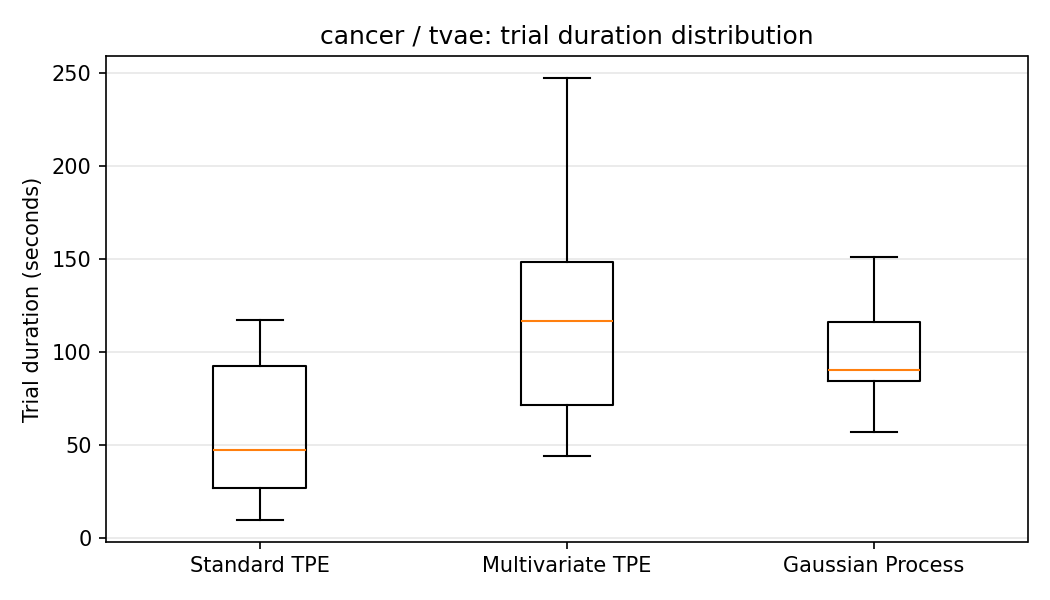 cancer / tvae: trial duration distribution
Trial duration (seconds)
250
200
150
100
50
0
Standard TPE
Multivariate TPE
Gaussian Process